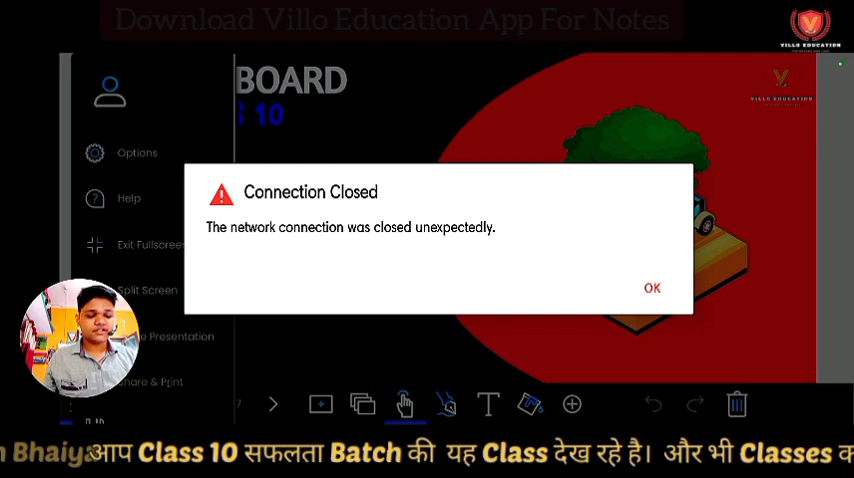 Download Villo Education App For Notes
VILLO EDUCATION
BOARD
10
VILLO EDUCATION
Options
Help
Connection Closed
The network connection was closed unexpectedly.
Exit Fullscreen
OK
Split Screen
Presentation
Share & Print
T
Bhaiya आप Class 10 सफलता Batch की यह Class देख रहे है। और भी Classes